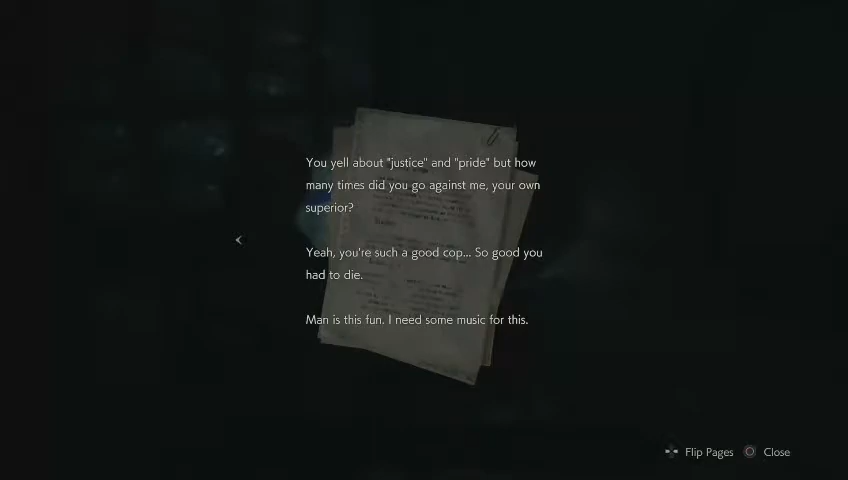 You yell about "justice" and "pride" but how
many times did you go against me, your own
superior?
Yeah, you're such a good cop... So good you
had to die.
Man is this fun. I need some music for this.
Flip Pages
Close